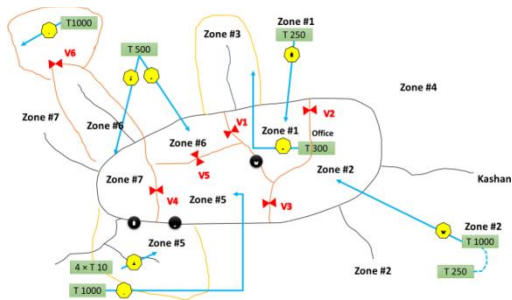 T1000
Zone #3
Zone #1
T 250
T 500
V6
Zone #4
Zone #7
Zone #6
V1
V2
Zone #6
Zone #1
Office
T 300
V5
Zone #2
Kashan
Zone #7
V4
Zone #5
V3
Zone #2
T 1000
Zone #5
4 × T 10
Zone #2
T 250
T 1000